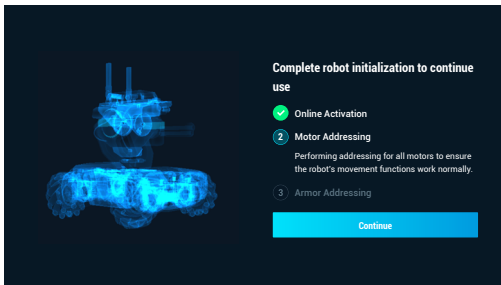 Complete robot initialization to continue
use
Online Activation
2 Motor Addressing
Performing addressing for all motors to ensure
the robot's movement functions work normally.
3 Armor Addressing
Continue